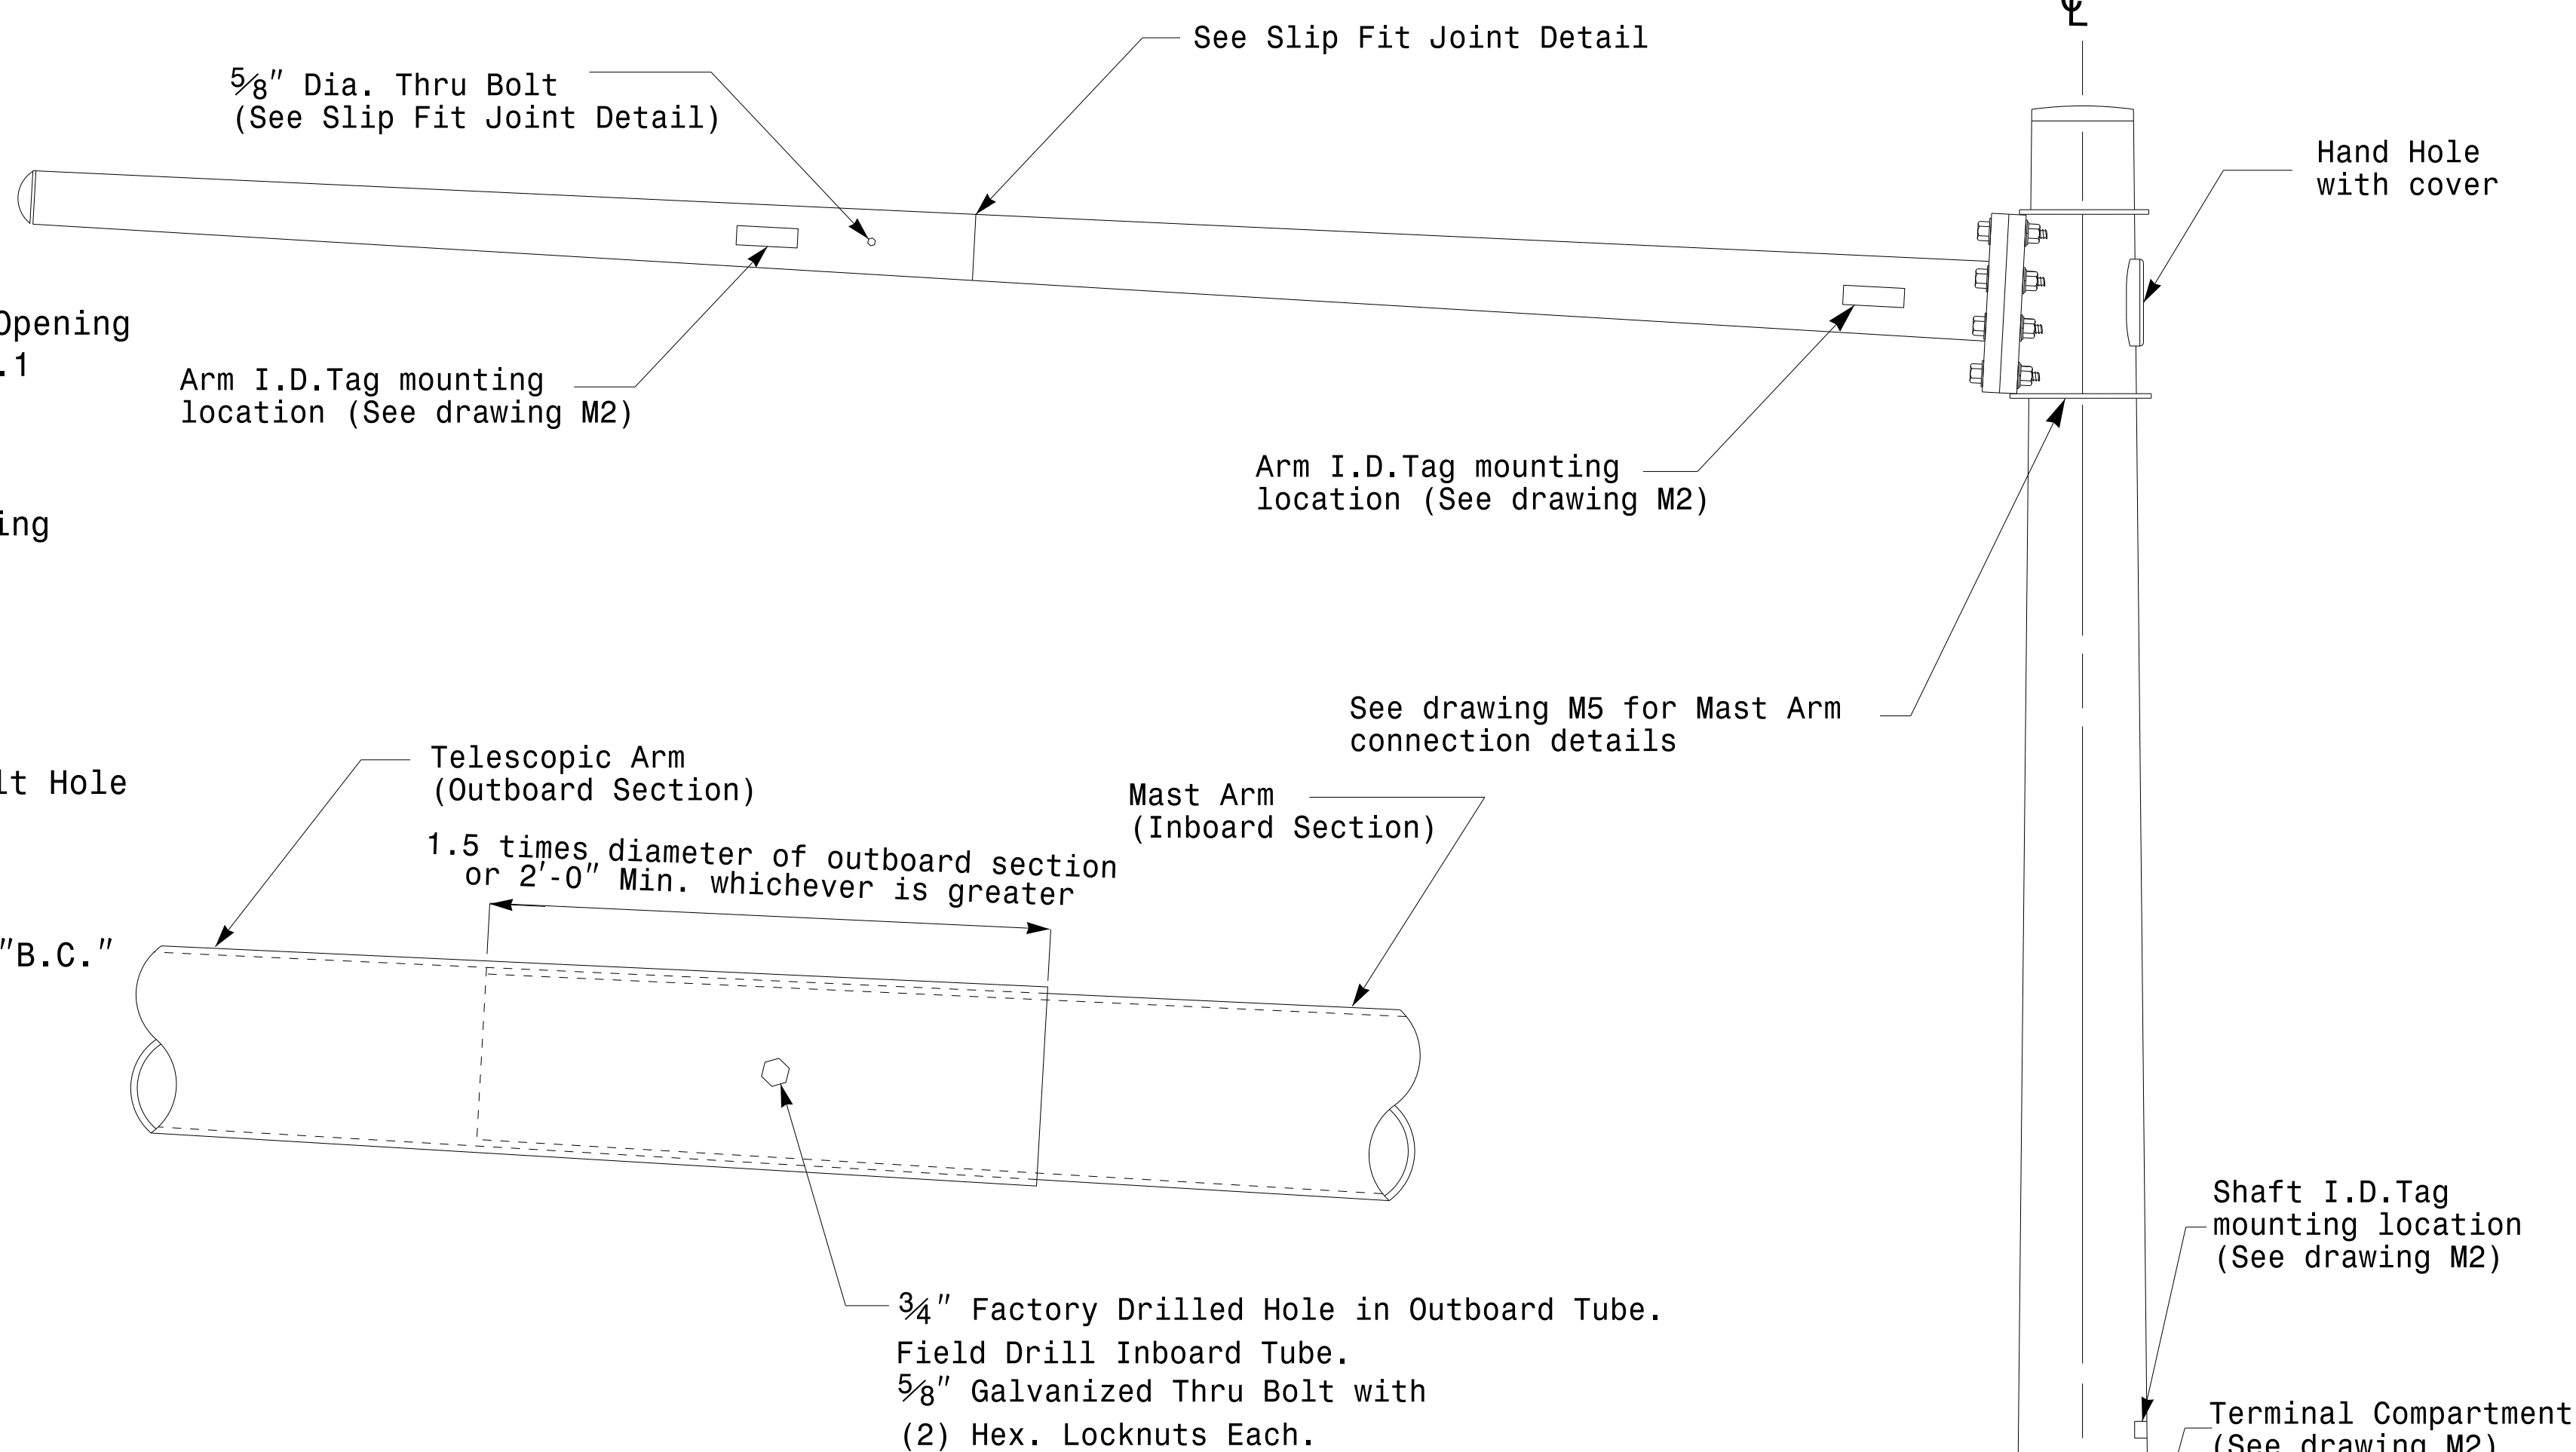 ℄
See Slip Fit Joint Detail
⅝" Dia. Thru Bolt
(See Slip Fit Joint Detail)
Hand Hole
with cover
Opening
.1
Arm I.D.Tag mounting
location (See drawing M2)
Arm I.D.Tag mounting
location (See drawing M2)
ing
See drawing M5 for Mast Arm
connection details
lt Hole
Telescopic Arm
(Outboard Section)
Mast Arm
(Inboard Section)
1.5 times diameter of outboard section
or 2'-0" Min. whichever is greater
"B.C."
Shaft I.D.Tag
mounting location
(See drawing M2)
¾" Factory Drilled Hole in Outboard Tube.
Field Drill Inboard Tube.
⅝" Galvanized Thru Bolt with
(2) Hex. Locknuts Each.
Terminal Compartment
(See drawing M2)